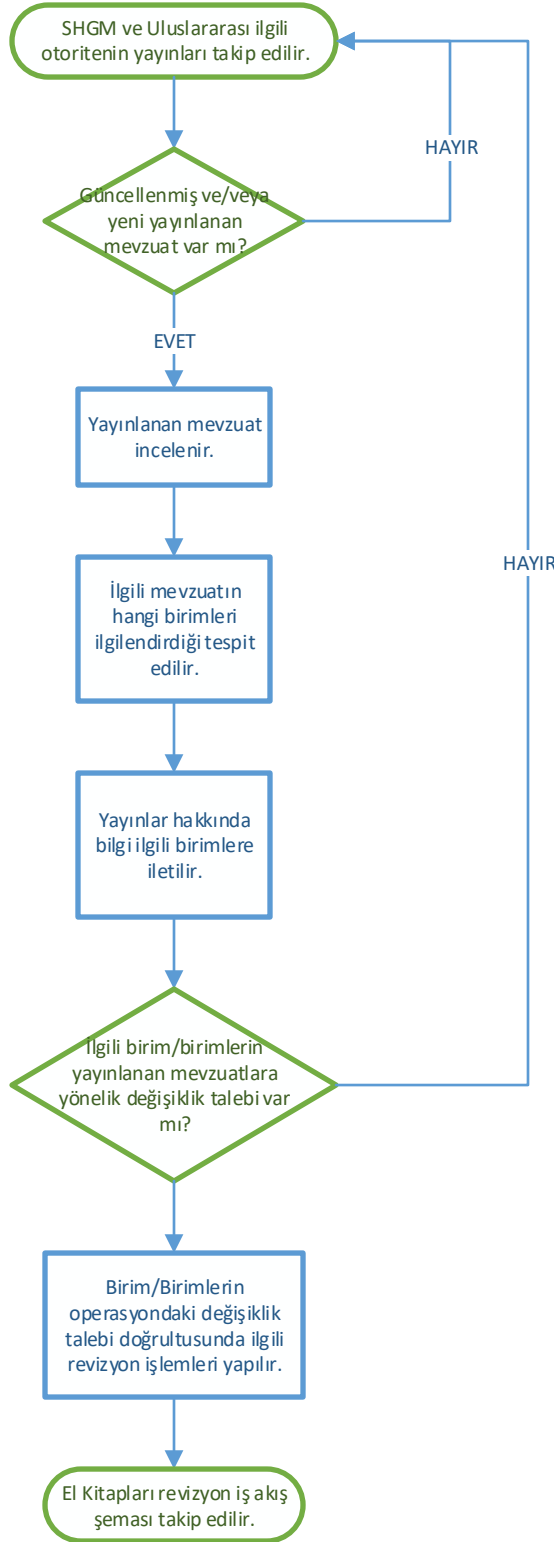 SHGM ve Uluslararası ilgili
otoritenin yayınları takip edilir.
HAYIR
Güncellenmiş ve/veya
yeni yayınlanan
mevzuat var mı?
EVET
Yayınlanan mevzuat
incelenir.
HAYIR
İlgili mevzuatın
hangi birimleri
ilgilendirdiği tespit
edilir.
Yayınlar hakkında
bilgi ilgili birimlere
iletilir.
İlgili birim/birimlerin
yayınlanan mevzuatlara
yönelik değişiklik talebi var
mı?
Birim/Birimlerin
operasyondaki değişiklik
talebi doğrultusunda ilgili
revizyon işlemleri yapılır.
El Kitapları revizyon iş akış
şeması takip edilir.